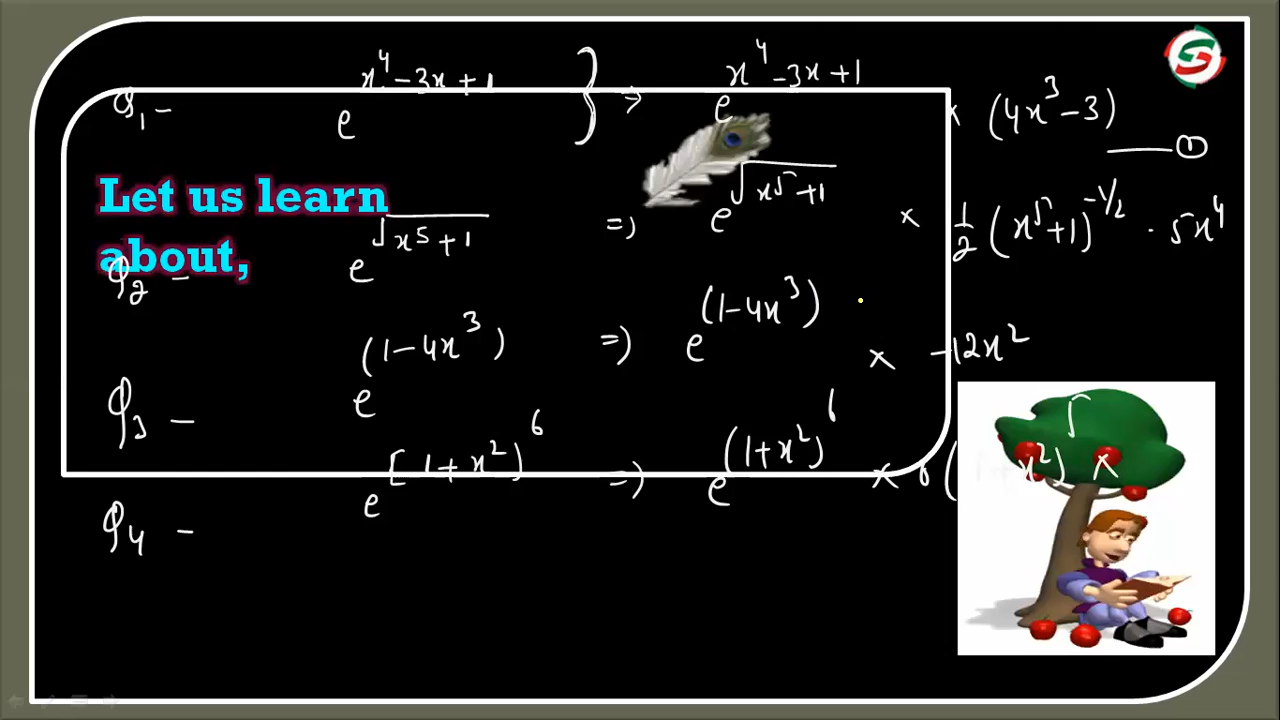 Q1 - e^(x^4 - 3x + 1) } => e^(x^4 - 3x + 1) × (4x^3 - 3) —— ①
Let us learn
about,
Q2 - e^√(x^5 + 1) => e^√(x^5 + 1) × 1/2 (x^5 + 1)^(-1/2) · 5x^4
Q3 - e^(1 - 4x^3) => e^(1 - 4x^3) × -12x^2
Q4 - e^[1 + x^2)^6 => e^(1 + x^2)^6 × 6( x^2)^5 ×